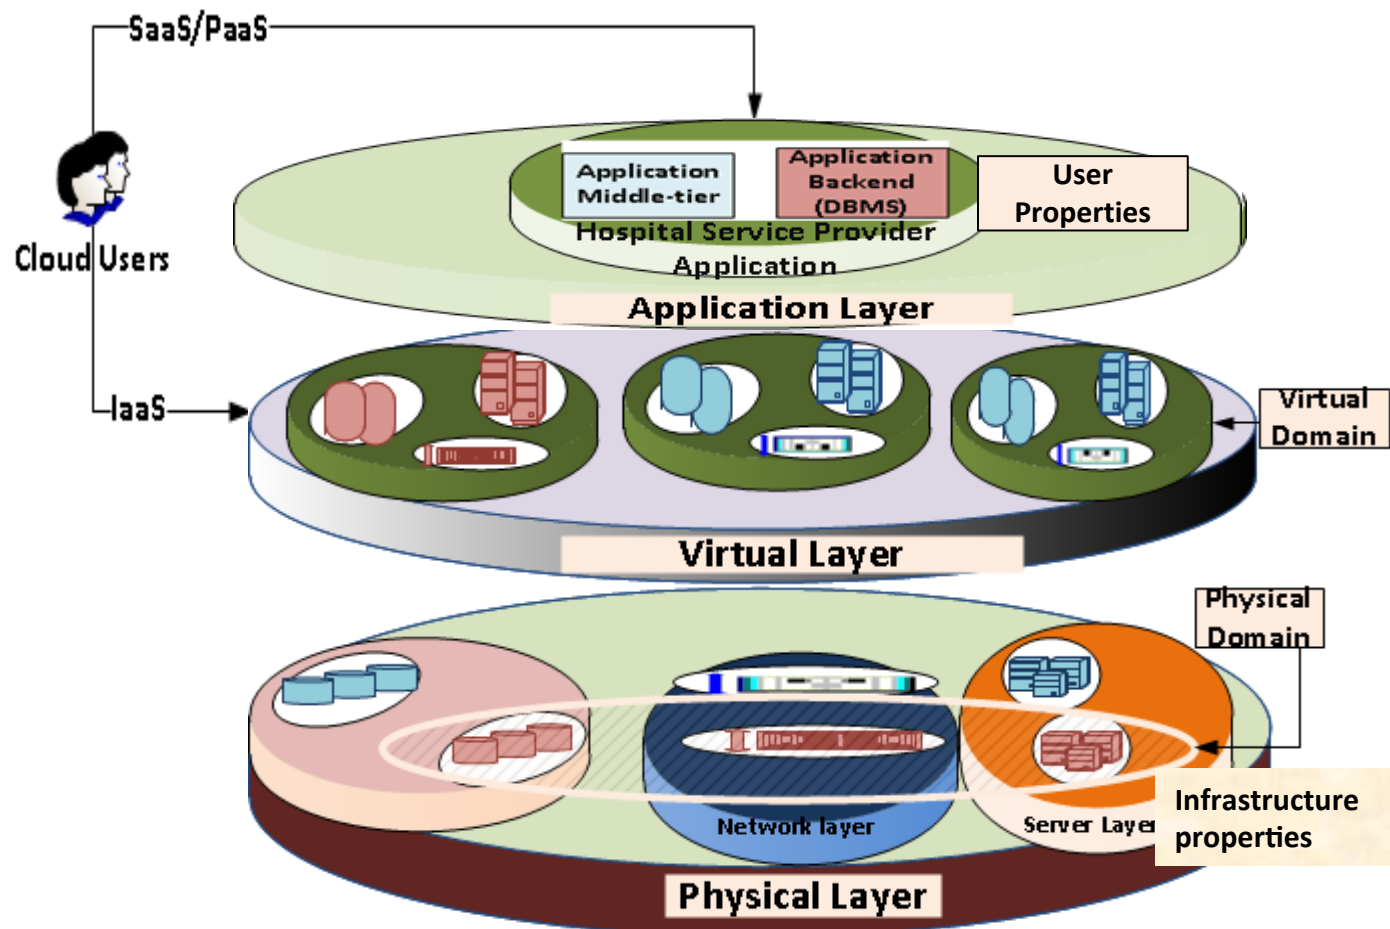 SaaS/PaaS
Application
Middle-tier
Application
Backend
(DBMS)
User
Properties
Hospital Service Provider
Application
Cloud Users
Application Layer
IaaS
Virtual
Domain
Virtual Layer
Physical
Domain
Network layer
Server Layer
Infrastructure
properties
Physical Layer